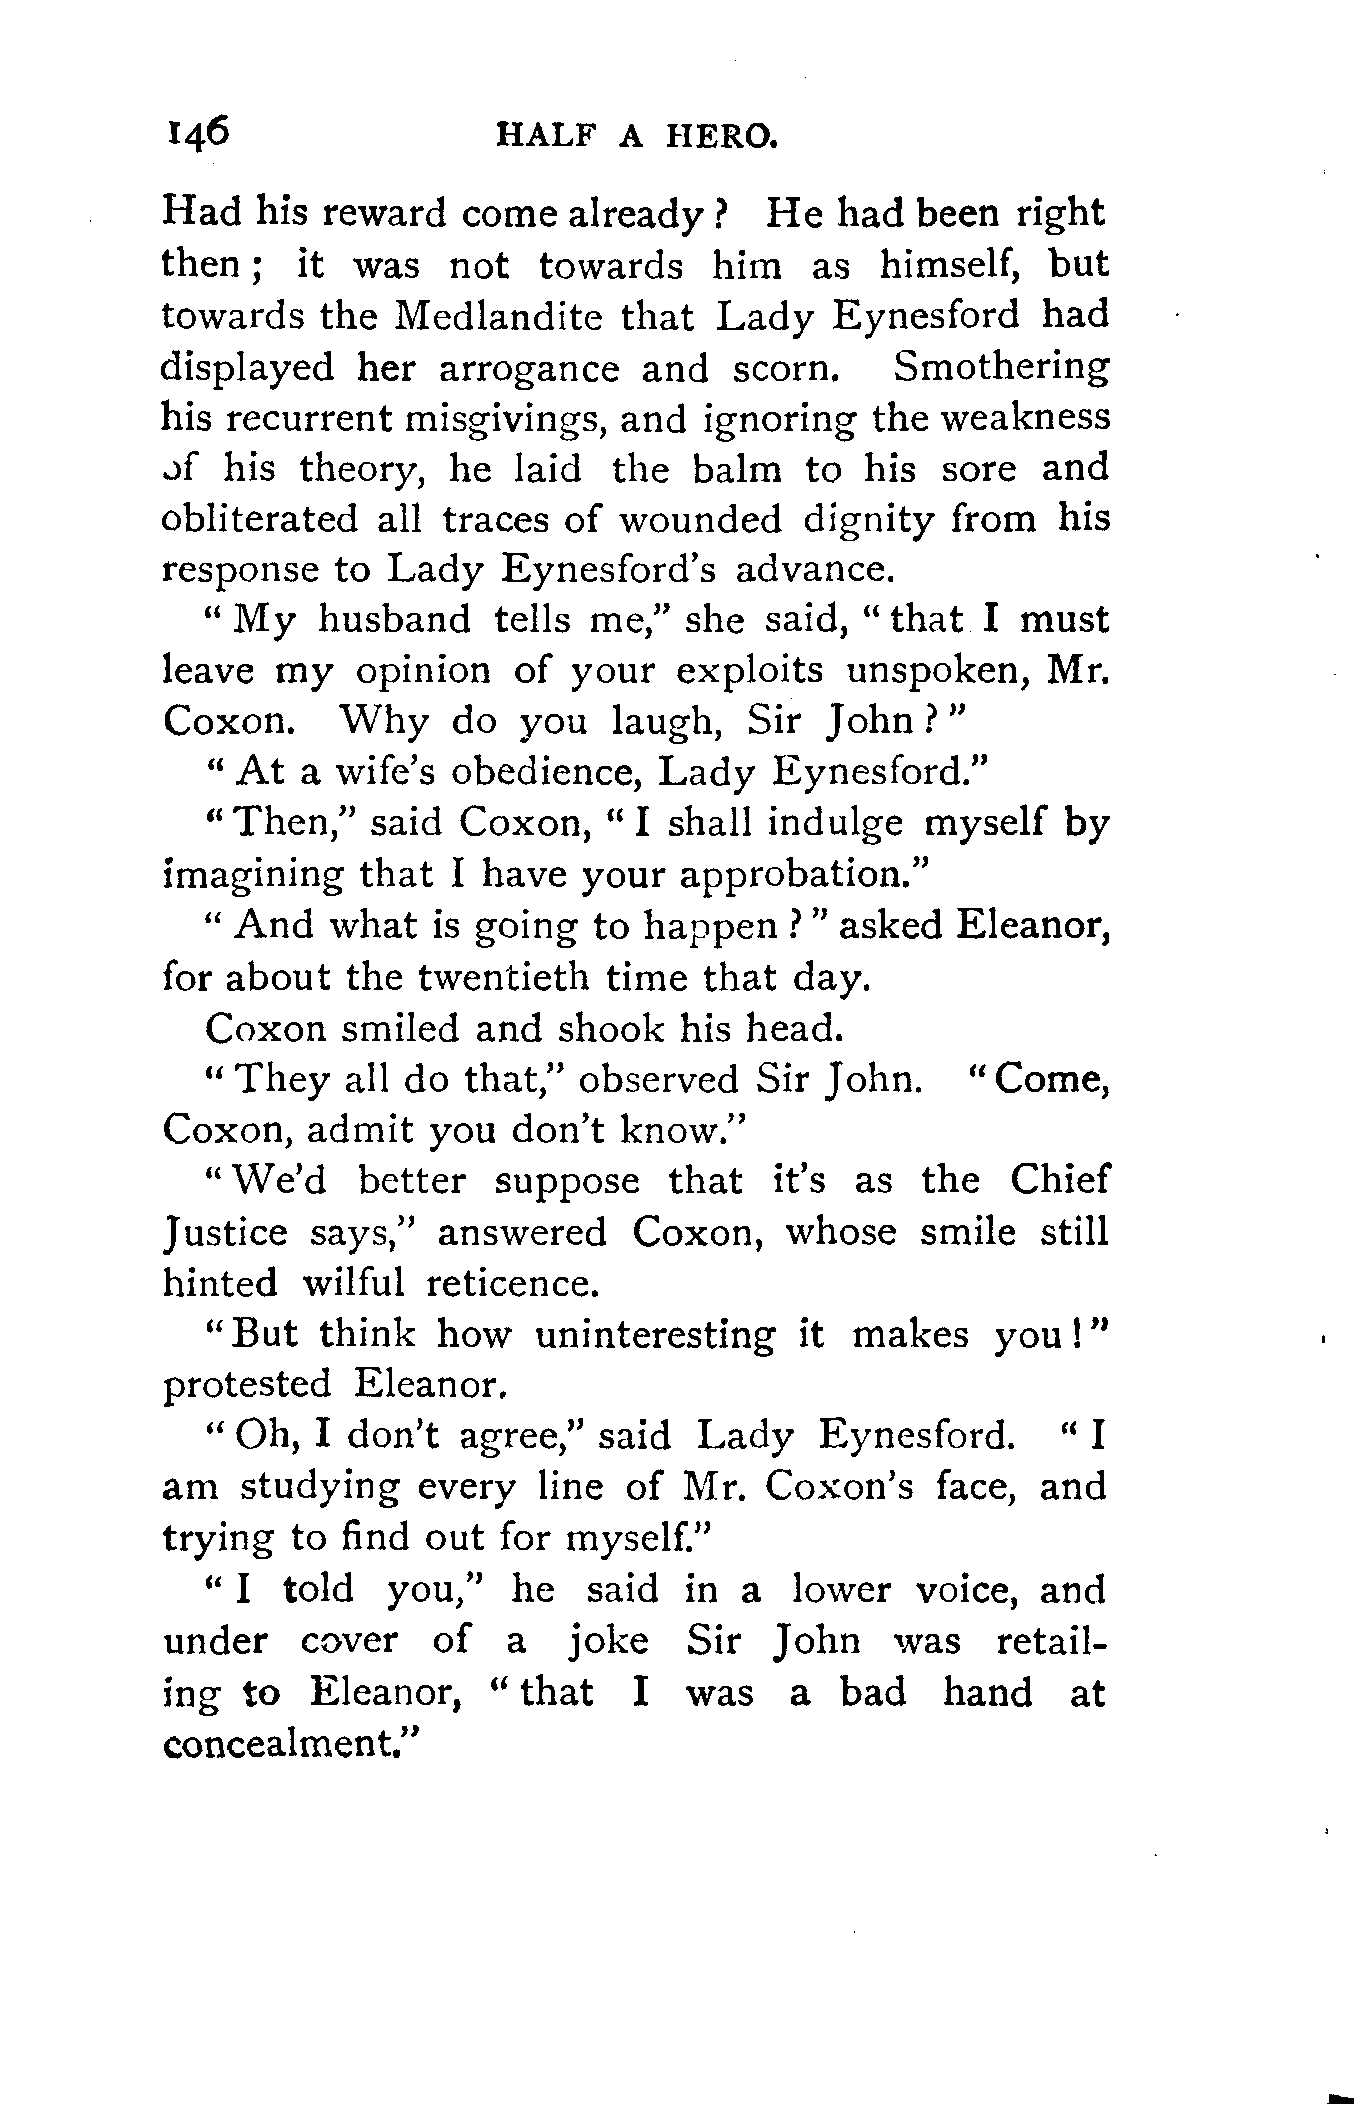 146 HALF A HERO.
Had his reward come already ? He had been right
then ; it was not towards him as himself, but
towards the Medlandite that Lady Eynesford had
displayed her arrogance and scorn. Smothering
his recurrent misgivings, and ignoring the weakness
of his theory, he laid the balm to his sore and
obliterated all traces of wounded dignity from his
response to Lady Eynesford's advance.
“ My husband tells me,” she said, “ that I must
leave my opinion of your exploits unspoken, Mr.
Coxon. Why do you laugh, Sir John ? ”
“ At a wife's obedience, Lady Eynesford.”
“ Then,” said Coxon, “ I shall indulge myself by
imagining that I have your approbation.”
“ And what is going to happen ? ” asked Eleanor,
for about the twentieth time that day.
Coxon smiled and shook his head.
“ They all do that,” observed Sir John. “ Come,
Coxon, admit you don't know.”
“ We'd better suppose that it's as the Chief
Justice says,” answered Coxon, whose smile still
hinted wilful reticence.
“ But think how uninteresting it makes you ! ”
protested Eleanor.
“ Oh, I don't agree,” said Lady Eynesford. “ I
am studying every line of Mr. Coxon's face, and
trying to find out for myself.”
“ I told you,” he said in a lower voice, and
under cover of a joke Sir John was retail-
ing to Eleanor, “ that I was a bad hand at
concealment.”